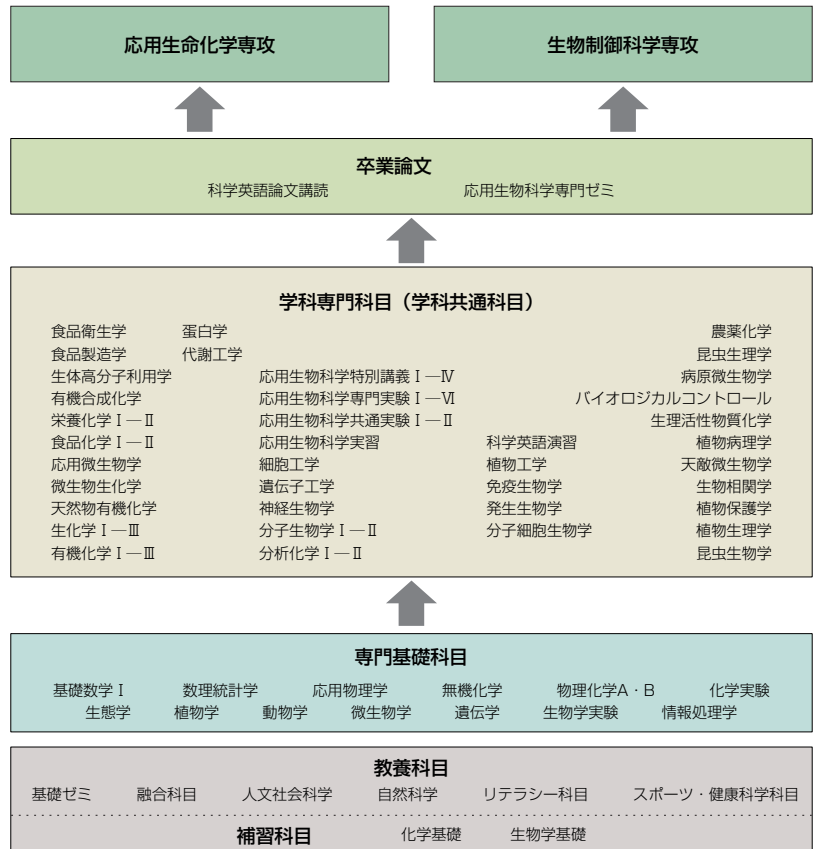 応用生命化学専攻 生物制御科学専攻
卒業論文
科学英語論文講読 応用生物科学専門ゼミ
学科専門科目（学科共通科目）
食品衛生学 蛋白学 農薬化学
食品製造学 代謝工学 昆虫生理学
生体高分子利用学 応用生物科学特別講義Ⅰ―Ⅳ 病原微生物学
有機合成化学 応用生物科学専門実験Ⅰ―Ⅵ バイオロジカルコントロール
栄養化学Ⅰ―Ⅱ 応用生物科学共通実験Ⅰ―Ⅱ 生理活性物質化学
食品化学Ⅰ―Ⅱ 応用生物科学実習 科学英語演習 植物病理学
応用微生物学 細胞工学 植物工学 天敵微生物学
微生物生化学 遺伝子工学 免疫生物学 生物相関学
天然物有機化学 神経生物学 発生生物学 植物保護学
生化学Ⅰ―Ⅲ 分子生物学Ⅰ―Ⅱ 分子細胞生物学 植物生理学
有機化学Ⅰ―Ⅲ 分析化学Ⅰ―Ⅱ 昆虫生物学
専門基礎科目
基礎数学Ⅰ 数理統計学 応用物理学 無機化学 物理化学A・B 化学実験
生態学 植物学 動物学 微生物学 遺伝学 生物学実験 情報処理学
教養科目
基礎ゼミ 融合科目 人文社会科学 自然科学 リテラシー科目 スポーツ・健康科学科目
補習科目 化学基礎 生物学基礎